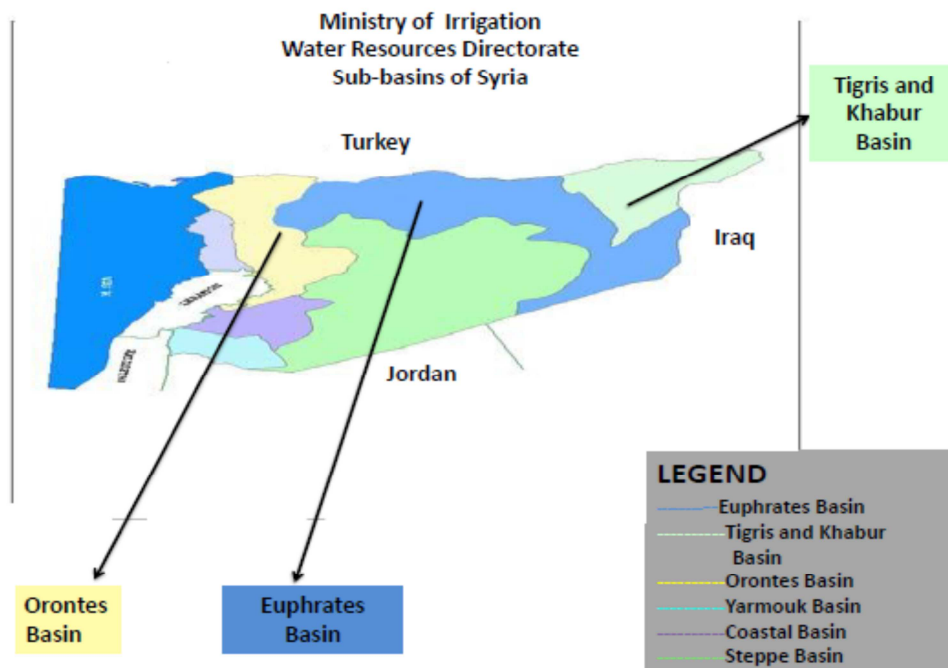 Ministry of Irrigation
Water Resources Directorate
Sub-basins of Syria
Tigris and
Khabur
Basin
Turkey
Iraq
Jordan
Orontes
Basin
Euphrates
Basin
LEGEND
Euphrates Basin
Tigris and Khabur
Basin
Orontes Basin
Yarmouk Basin
Coastal Basin
Steppe Basin